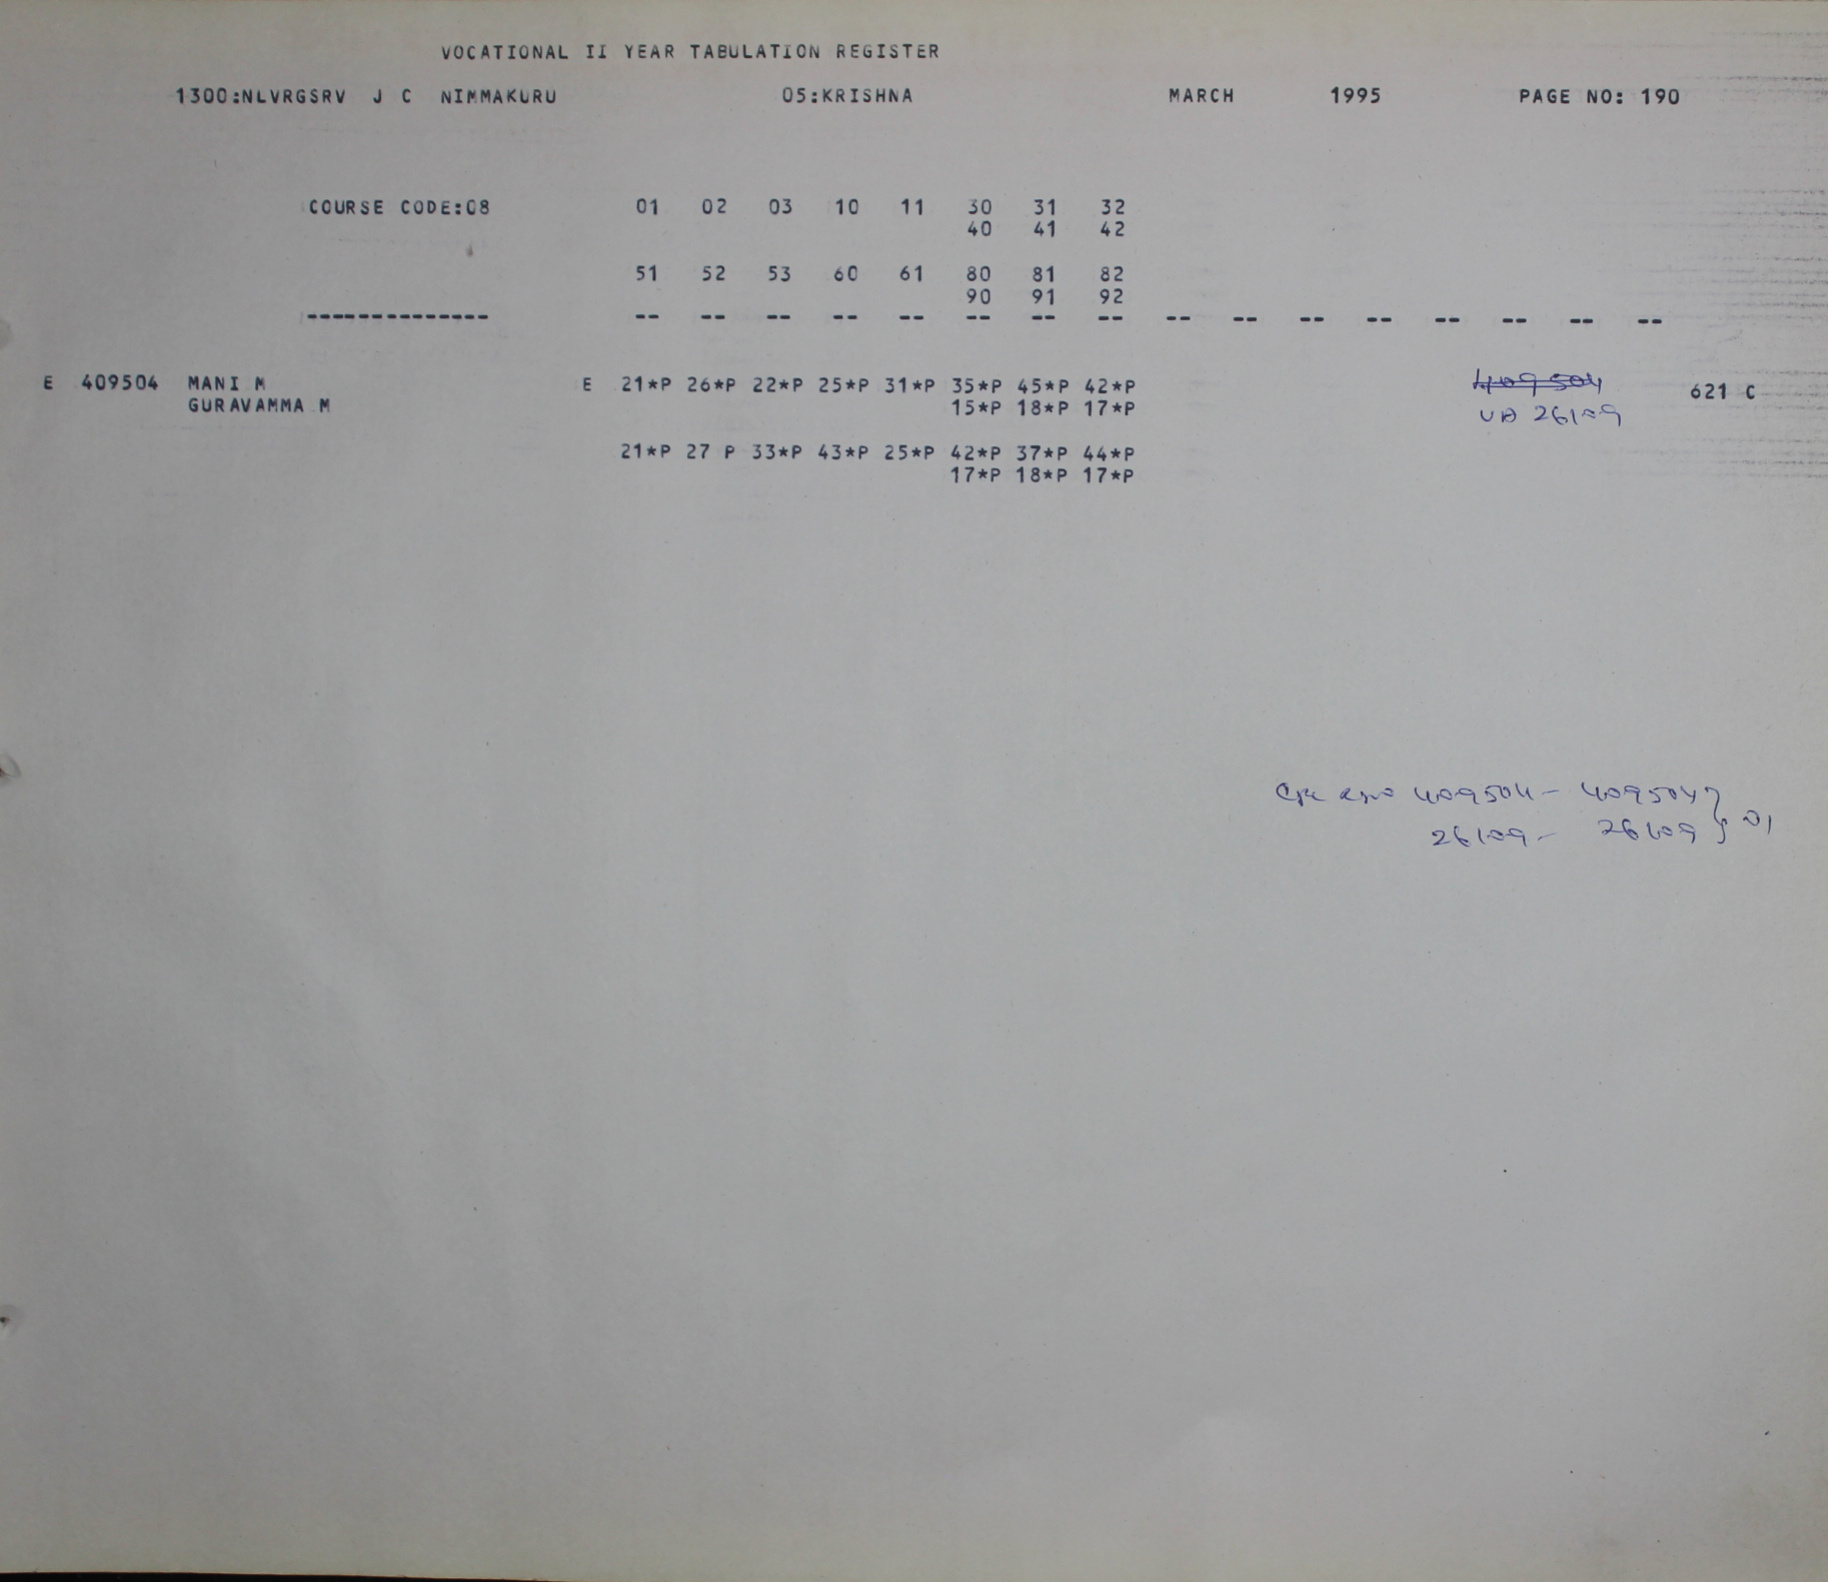 VOCATIONAL II YEAR TABULATION REGISTER
1300:NLVRGSRV J C NIMMAKURU 05:KRISHNA MARCH 1995 PAGE NO: 190
COURSE CODE:08 01 02 03 10 11 30 31 32
40 41 42
51 52 53 60 61 80 81 82
90 91 92
-------------- -- -- -- -- -- -- -- -- -- -- -- -- -- -- -- --
E 409504 MANI M E 21*P 26*P 22*P 25*P 31*P 35*P 45*P 42*P 409504 621 C
GURAVAMMA M 15*P 18*P 17*P 26109
21*P 27 P 33*P 43*P 25*P 42*P 37*P 44*P
17*P 18*P 17*P
409504 - 409504
26109 - 26109 } 01